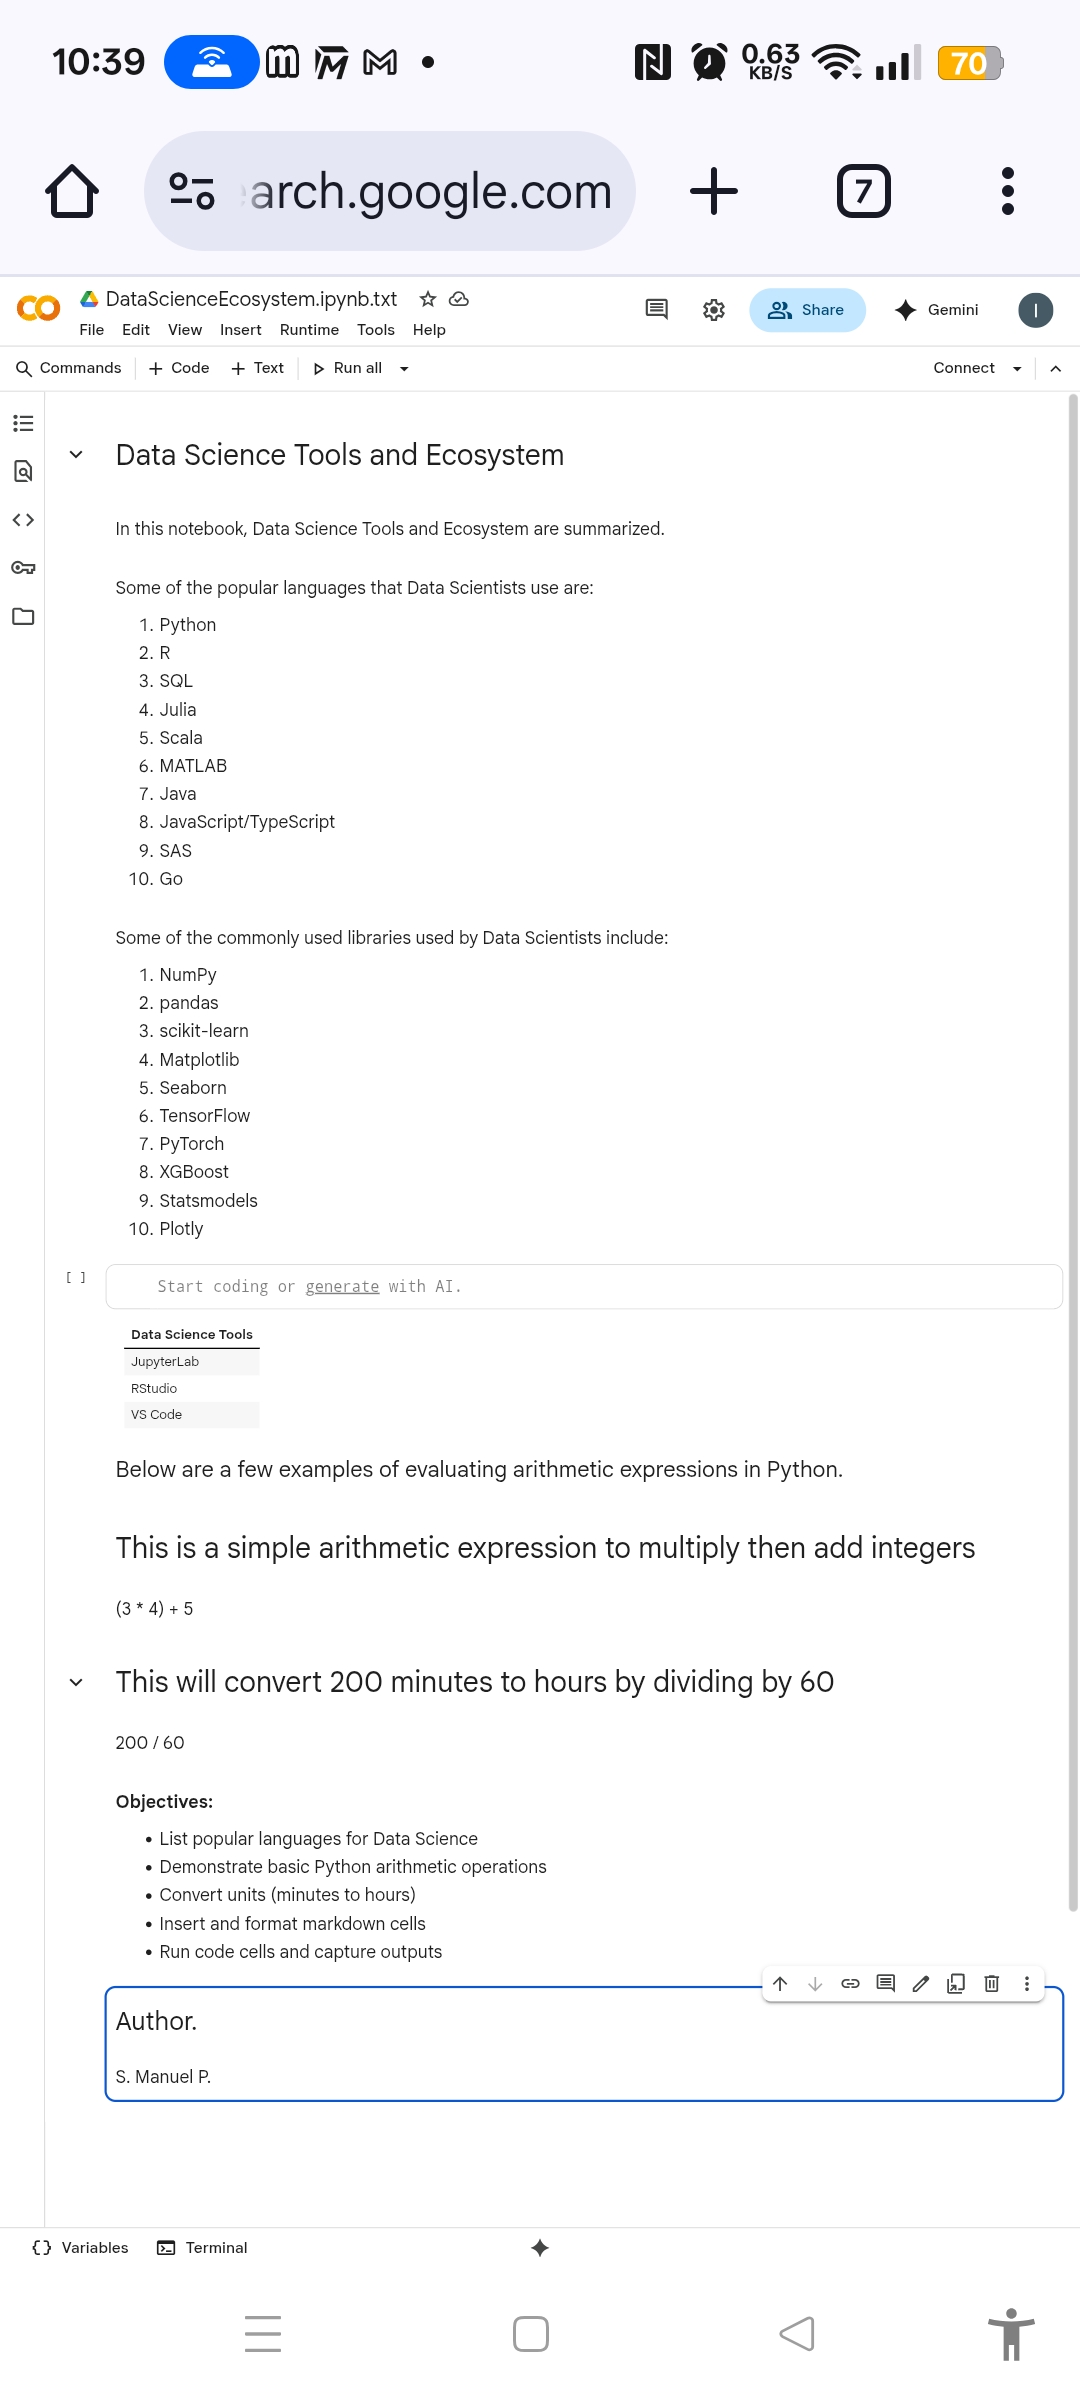 10:39
0.63
KB/S
70
arch.google.com
7
DataScienceEcosystem.ipynb.txt
File Edit View Insert Runtime Tools Help
Share
Gemini
I
Commands
+ Code
+ Text
Run all
Connect
Data Science Tools and Ecosystem
In this notebook, Data Science Tools and Ecosystem are summarized.
Some of the popular languages that Data Scientists use are:
1. Python
2. R
3. SQL
4. Julia
5. Scala
6. MATLAB
7. Java
8. JavaScript/TypeScript
9. SAS
10. Go
Some of the commonly used libraries used by Data Scientists include:
1. NumPy
2. pandas
3. scikit-learn
4. Matplotlib
5. Seaborn
6. TensorFlow
7. PyTorch
8. XGBoost
9. Statsmodels
10. Plotly
[ ]
Start coding or generate with AI.
Data Science Tools
JupyterLab
RStudio
VS Code
Below are a few examples of evaluating arithmetic expressions in Python.
This is a simple arithmetic expression to multiply then add integers
(3 * 4) + 5
This will convert 200 minutes to hours by dividing by 60
200 / 60
Objectives:
• List popular languages for Data Science
• Demonstrate basic Python arithmetic operations
• Convert units (minutes to hours)
• Insert and format markdown cells
• Run code cells and capture outputs
Author.
S. Manuel P.
Variables
Terminal